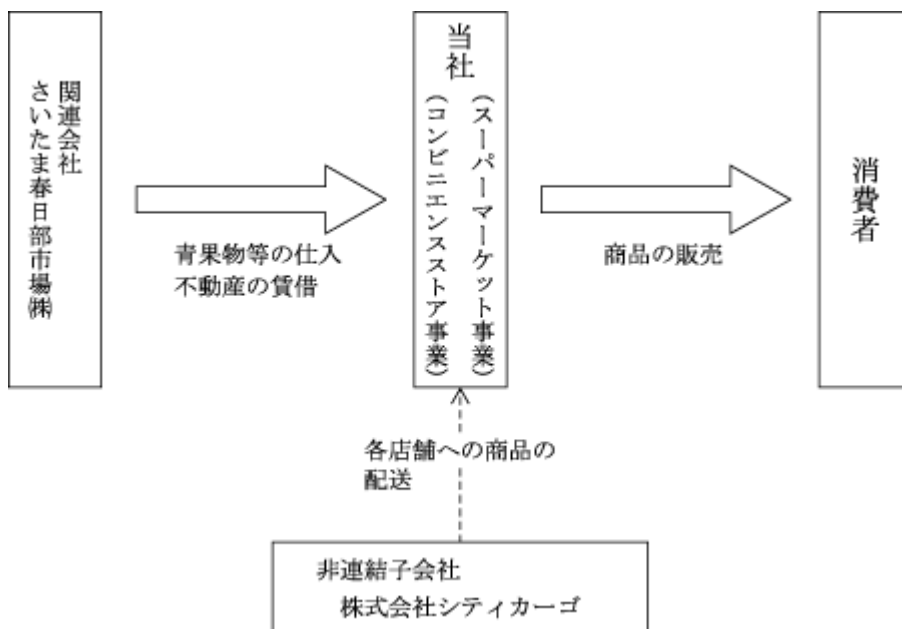 関連会社
さいたま春日部市場㈱
青果物等の仕入
不動産の賃借
当社
(スーパーマーケット事業)
(コンビニエンスストア事業)
商品の販売
消費者
各店舗への商品の
配送
非連結子会社
株式会社シティカーゴ